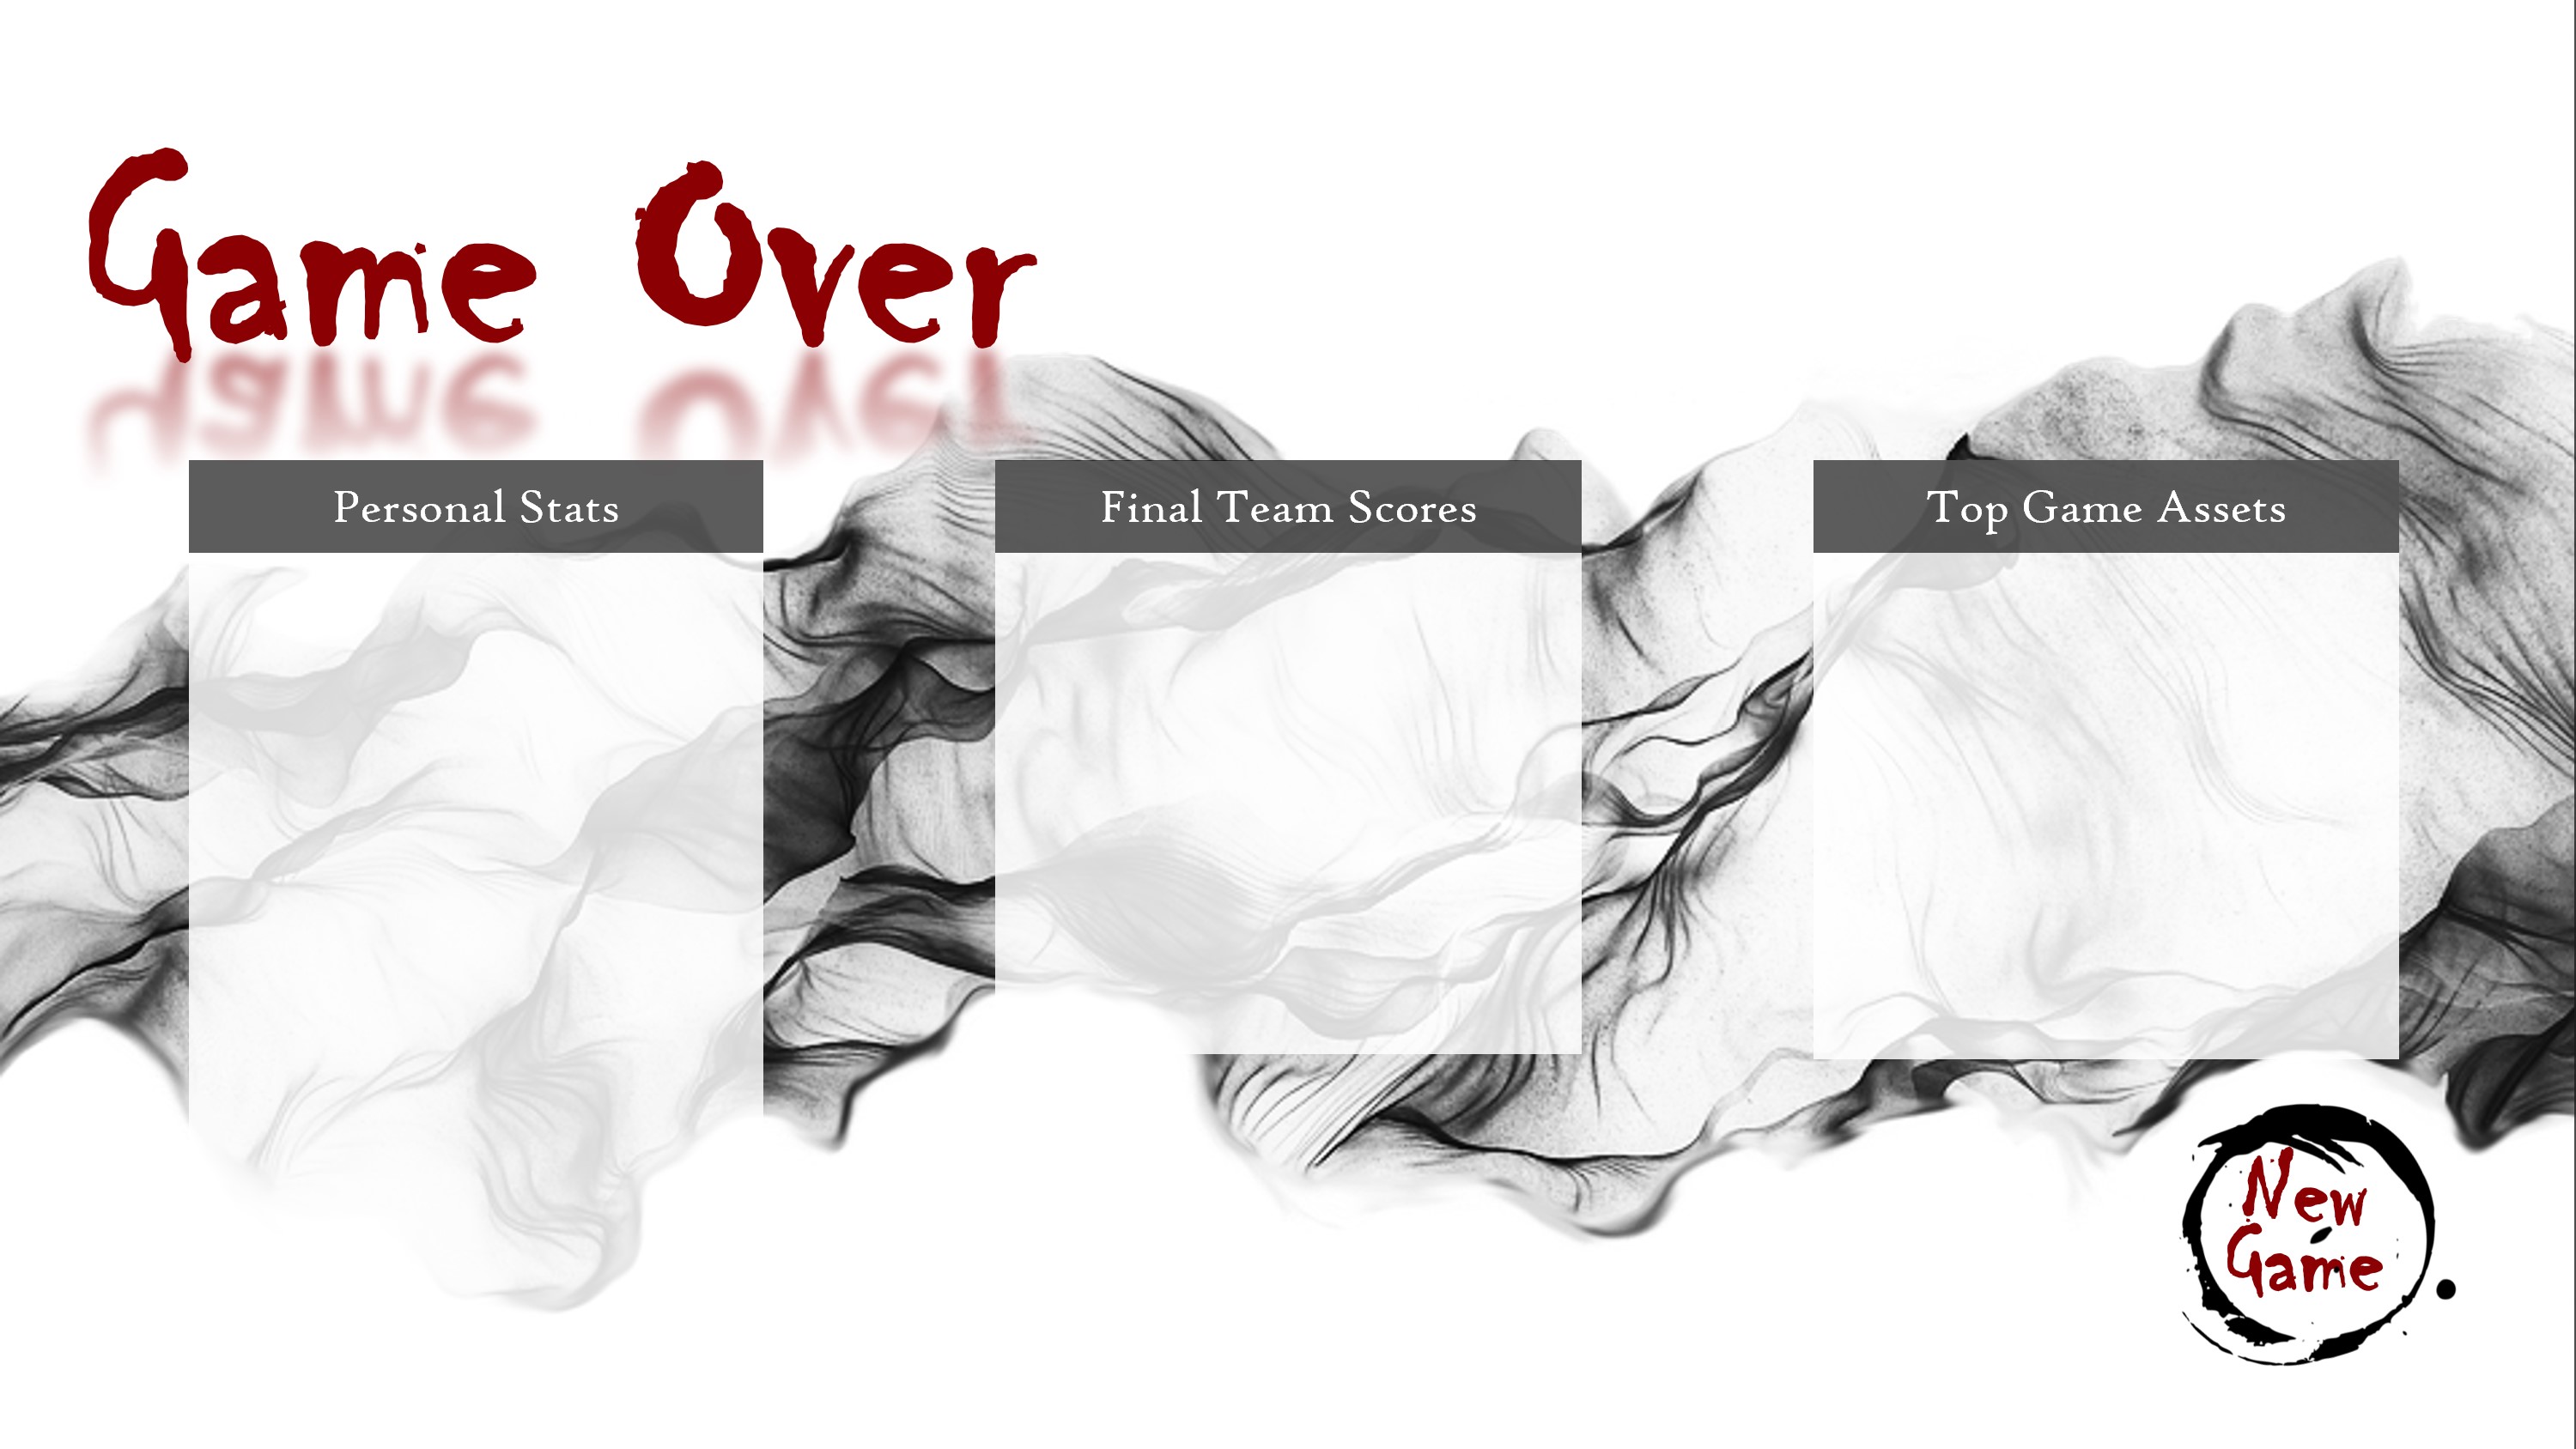 Game Over
Personal Stats
Final Team Scores
Top Game Assets
New
Game